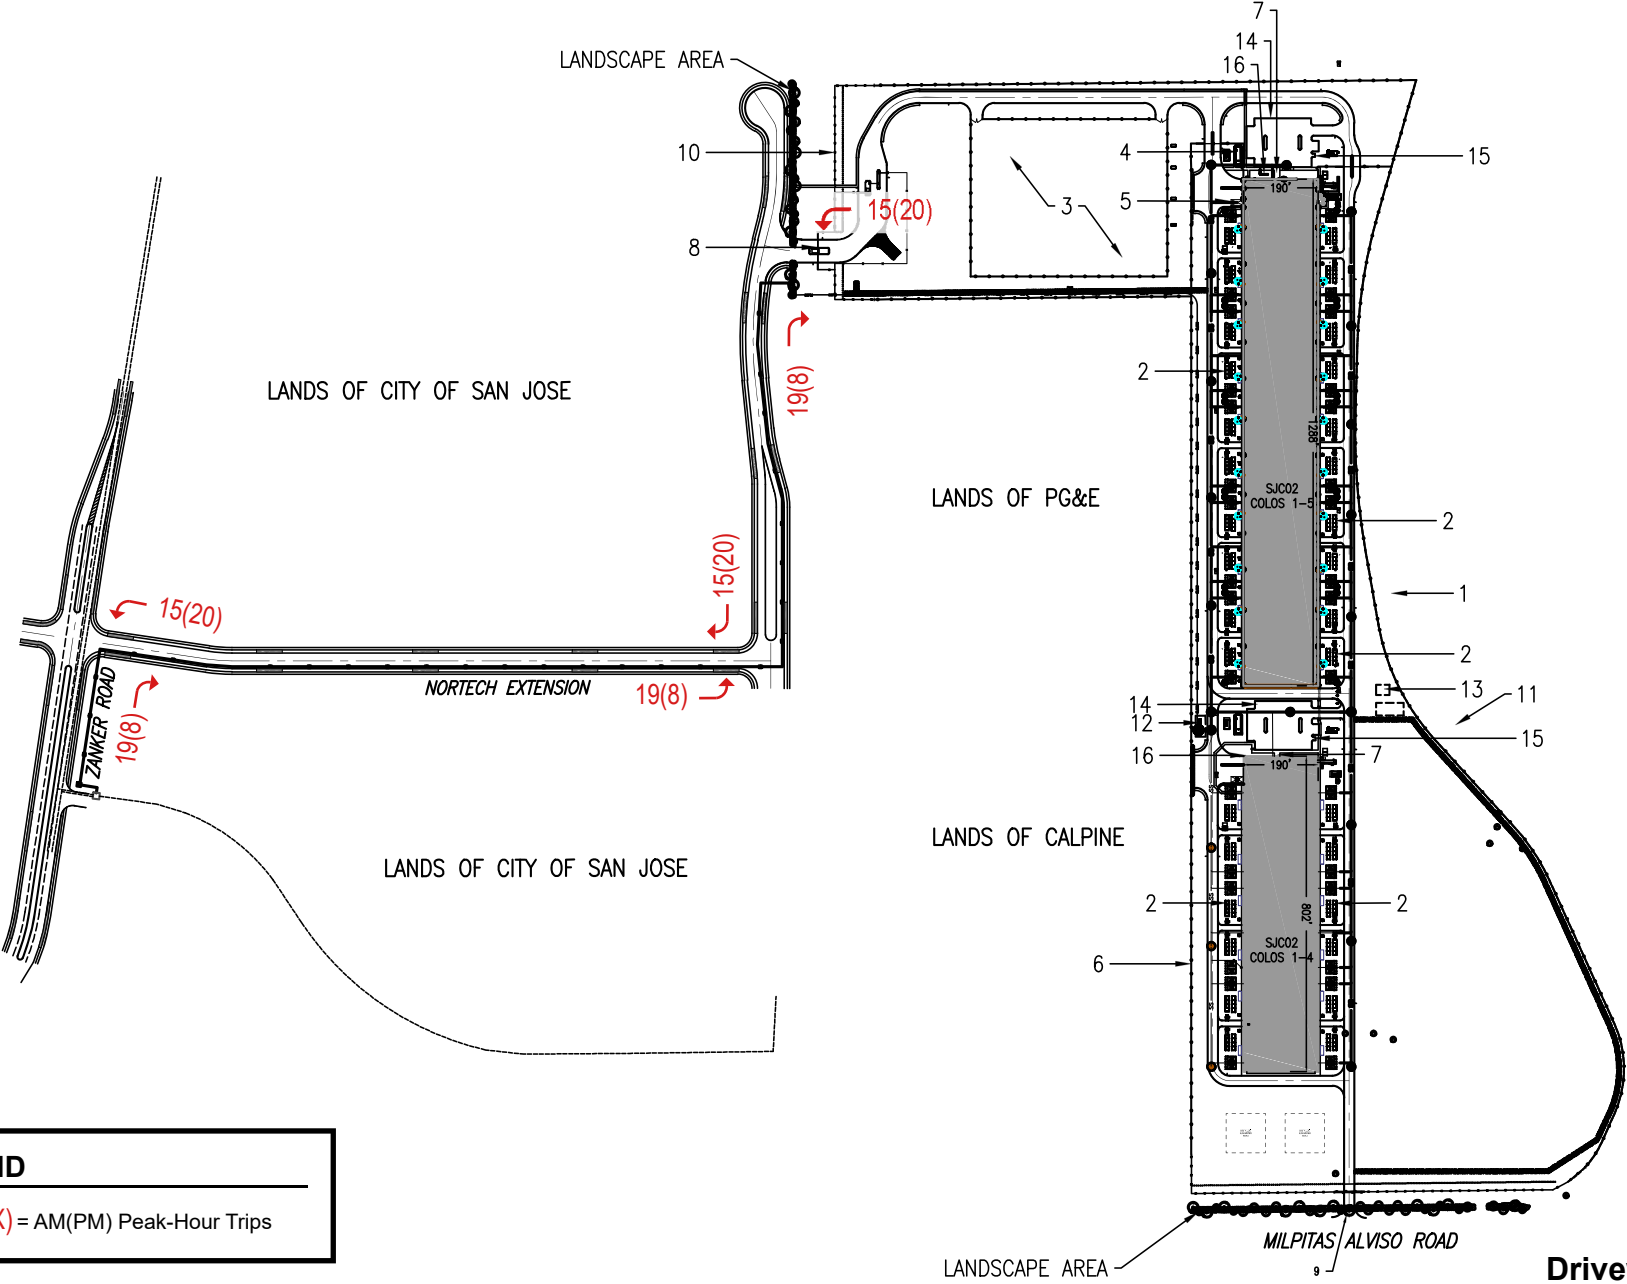 7
14
16
LANDSCAPE AREA
10
4
15
190'
3
5
15(20)
8
19(8)
2
LANDS OF CITY OF SAN JOSE
1288'
LANDS OF PG&E
SJC02
COLOS 1-5
2
15(20)
1
15(20)
2
NORTECH EXTENSION
19(8)
ZANKER ROAD
19(8)
13
11
14
12
15
16
7
190'
LANDS OF CALPINE
LANDS OF CITY OF SAN JOSE
2
2
802'
SJC02
COLOS 1-4
6
SS
SS
SS
ND
X) = AM(PM) Peak-Hour Trips
MILPITAS ALVISO ROAD
LANDSCAPE AREA
9
Drive